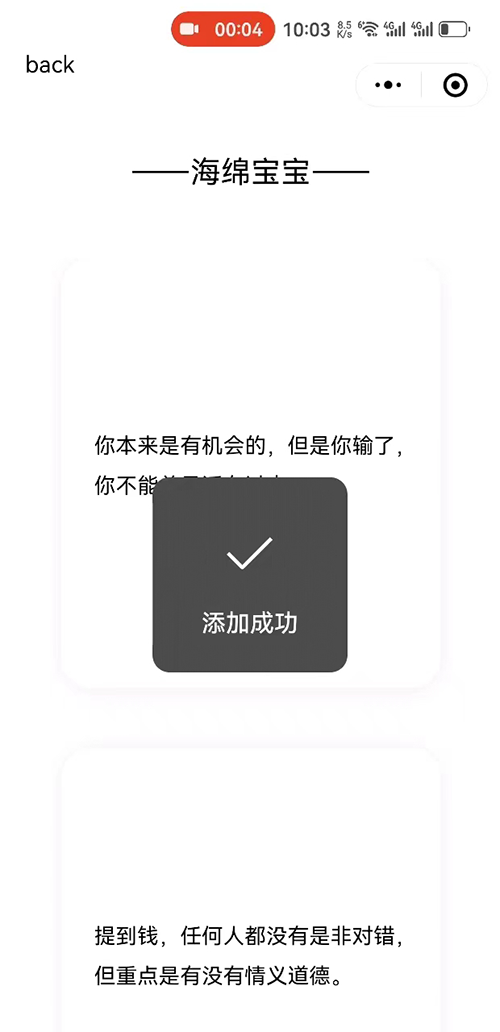 00:04 10:03 8.5 K/s 6 4G 4G
back
——海绵宝宝——
你本来是有机会的，但是你输了，
你不能
添加成功
提到钱，任何人都没有是非对错，
但重点是有没有情义道德。